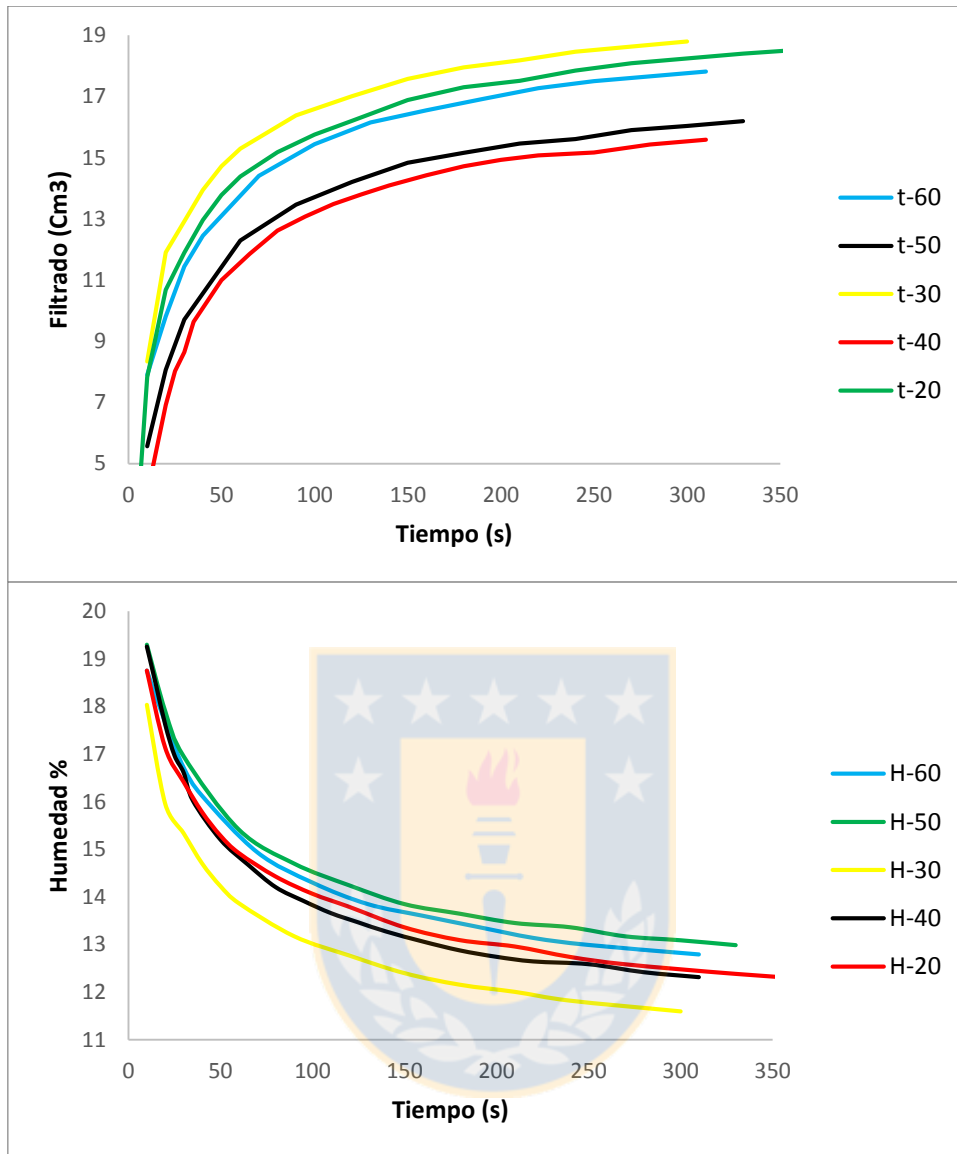 19
17
15
13
11
9
7
5
Filtrado (Cm3)
0 50 100 150 200 250 300 350
Tiempo (s)
t-60
t-50
t-30
t-40
t-20
20
19
18
17
16
15
14
13
12
11
Humedad %
0 50 100 150 200 250 300 350
Tiempo (s)
H-60
H-50
H-30
H-40
H-20